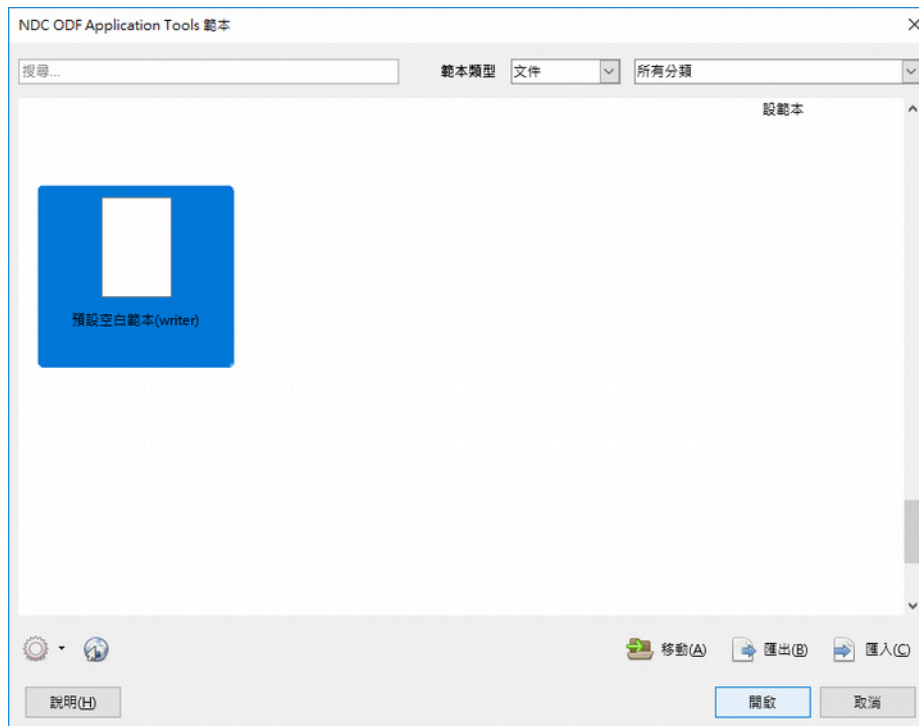 NDC ODF Application Tools 範本
搜尋... 範本類型 文件 所有分類
設範本
預設空白範本(writer)
移動(A) 匯出(B) 匯入(C)
說明(H) 開啟 取消